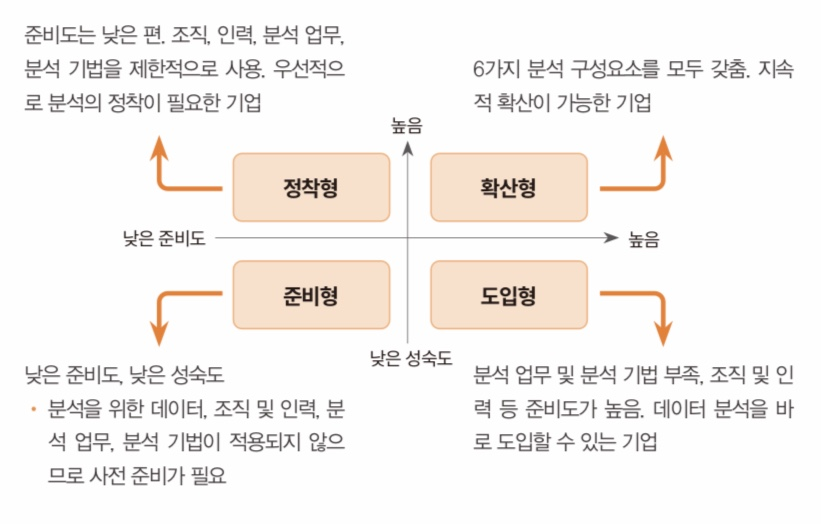 준비도는 낮은 편. 조직, 인력, 분석 업무,
분석 기법을 제한적으로 사용. 우선적으
로 분석의 정착이 필요한 기업
6가지 분석 구성요소를 모두 갖춤. 지속
적 확산이 가능한 기업
높음
정착형
확산형
낮은 준비도
높음
준비형
도입형
낮은 성숙도
낮은 준비도, 낮은 성숙도
• 분석을 위한 데이터, 조직 및 인력, 분
석 업무, 분석 기법이 적용되지 않으
므로 사전 준비가 필요
분석 업무 및 분석 기법 부족, 조직 및 인
력 등 준비도가 높음. 데이터 분석을 바
로 도입할 수 있는 기업